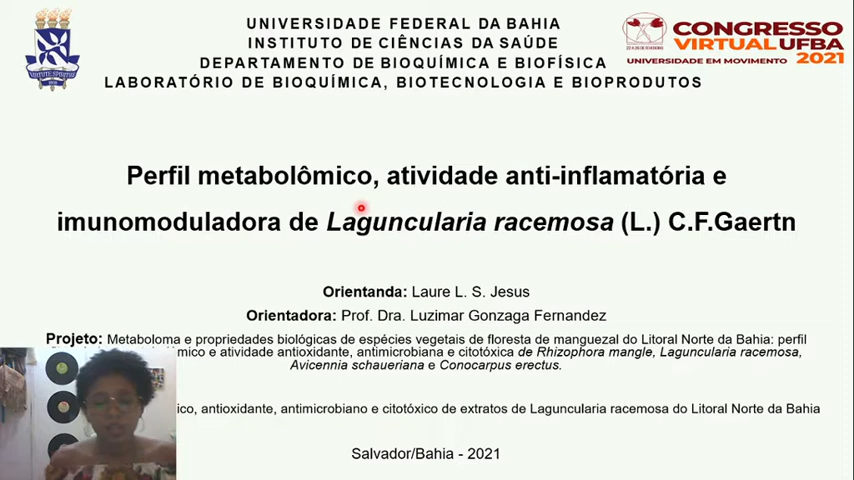 UNIVERSIDADE FEDERAL DA BAHIA
INSTITUTO DE CIÊNCIAS DA SAÚDE
DEPARTAMENTO DE BIOQUÍMICA E BIOFÍSICA
LABORATÓRIO DE BIOQUÍMICA, BIOTECNOLOGIA E BIOPRODUTOS
CONGRESSO
VIRTUAL UFBA
UNIVERSIDADE EM MOVIMENTO 2021
Perfil metabolômico, atividade anti-inflamatória e
imunomoduladora de Laguncularia racemosa (L.) C.F.Gaertn
Orientanda: Laure L. S. Jesus
Orientadora: Prof. Dra. Luzimar Gonzaga Fernandez
Projeto: Metaboloma e propriedades biológicas de espécies vegetais de floresta de manguezal do Litoral Norte da Bahia: perfil
e atividade antioxidante, antimicrobiana e citotóxica de Rhizophora mangle, Laguncularia racemosa,
Avicennia schaueriana e Conocarpus erectus.
antioxidante, antimicrobiano e citotóxico de extratos de Laguncularia racemosa do Litoral Norte da Bahia
Salvador/Bahia - 2021